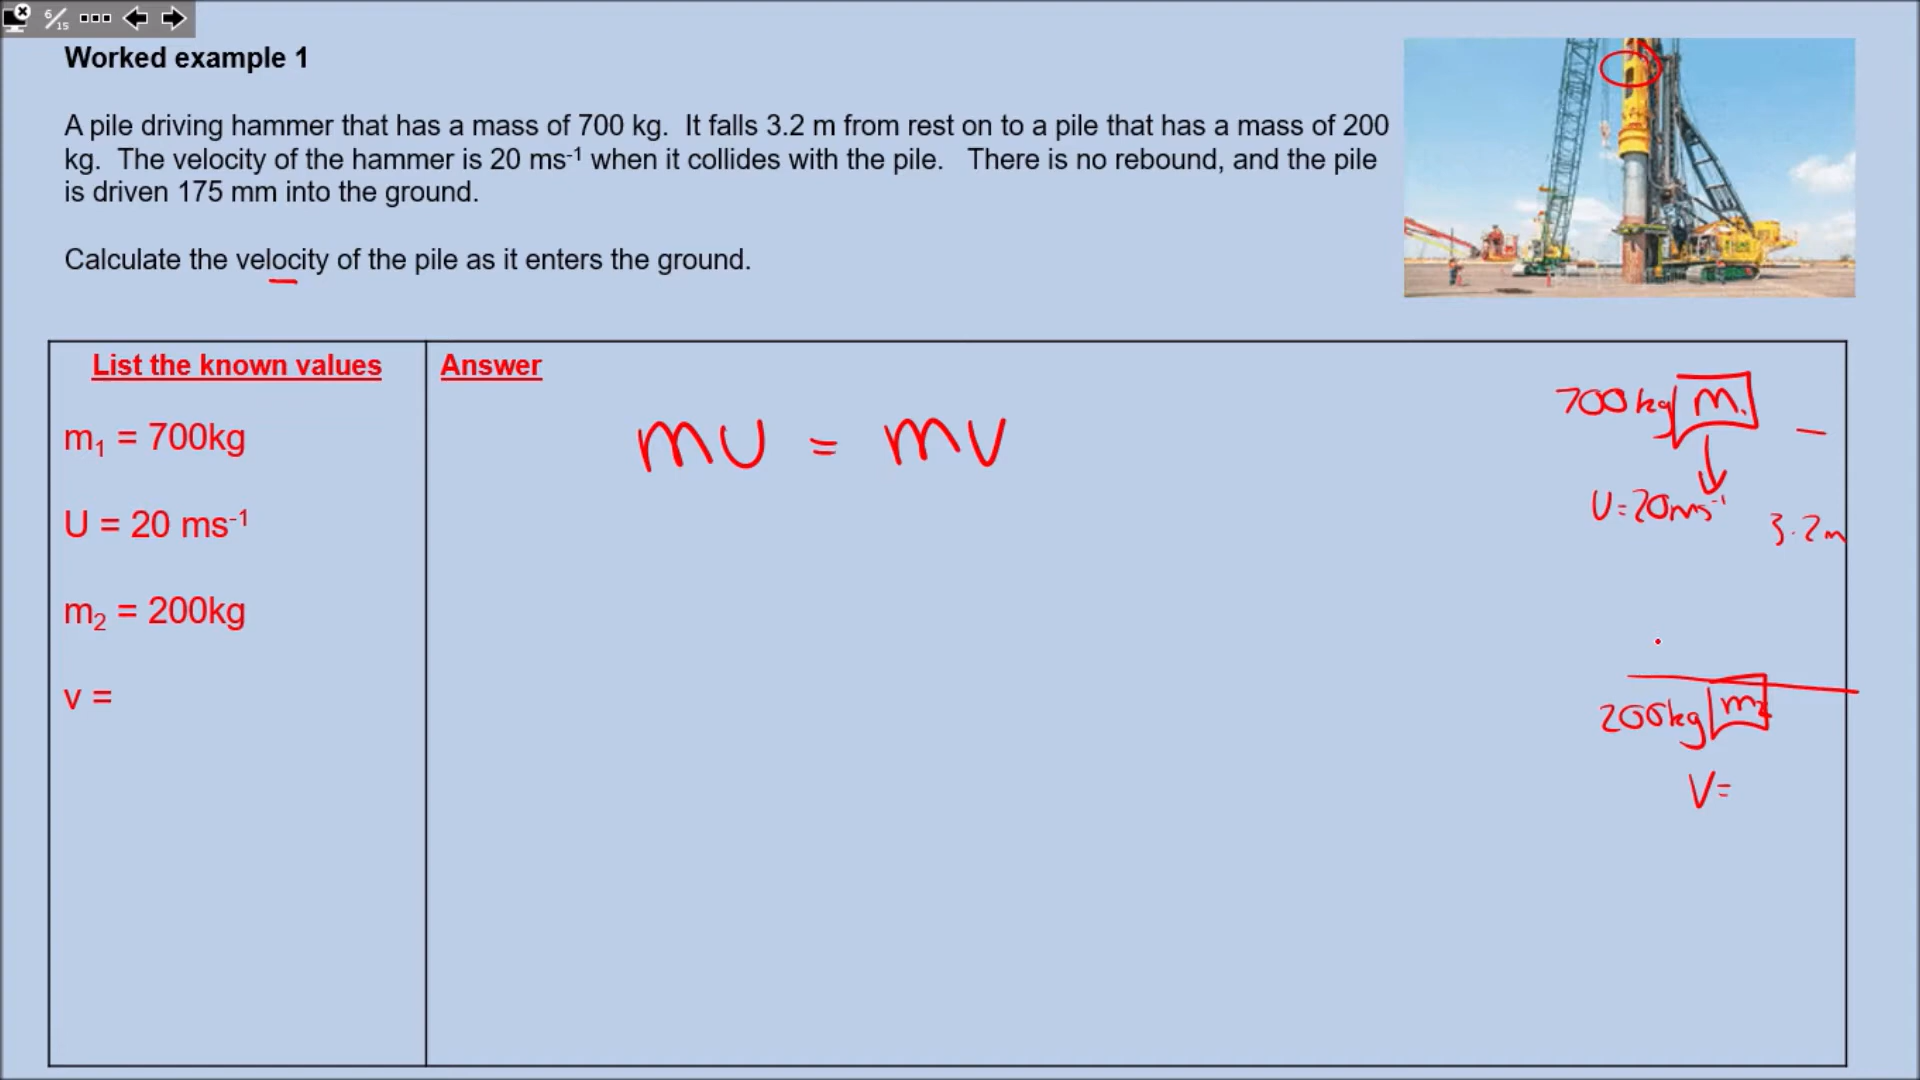 6/15
Worked example 1
A pile driving hammer that has a mass of 700 kg. It falls 3.2 m from rest on to a pile that has a mass of 200
kg. The velocity of the hammer is 20 ms⁻¹ when it collides with the pile. There is no rebound, and the pile
is driven 175 mm into the ground.
Calculate the velocity of the pile as it enters the ground.
List the known values
m₁ = 700kg
U = 20 ms⁻¹
m₂ = 200kg
v =
Answer
mU = mV
700kg m₁
U=20ms⁻¹
3.2m
200kg m₂
V=